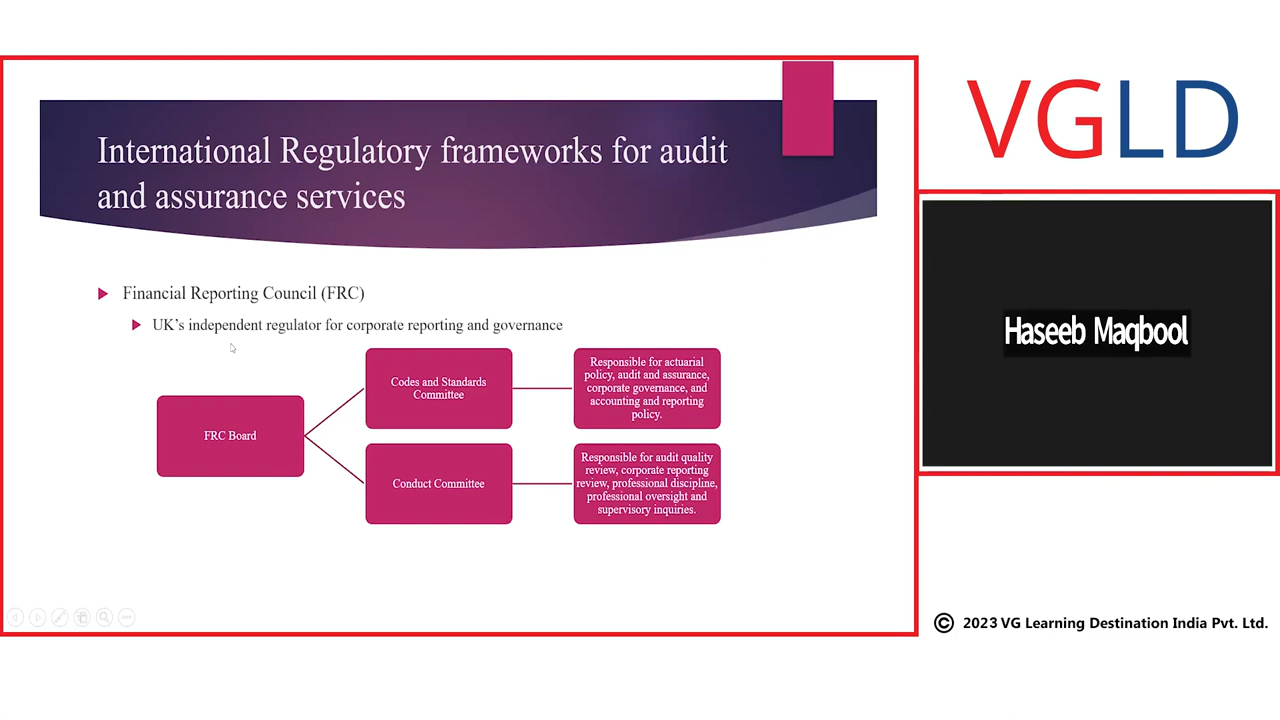 International Regulatory frameworks for audit
and assurance services
Financial Reporting Council (FRC)
UK’s independent regulator for corporate reporting and governance
FRC Board
Codes and Standards
Committee
Responsible for actuarial
policy, audit and assurance,
corporate governance, and
accounting and reporting
policy.
Conduct Committee
Responsible for audit quality
review, corporate reporting
review, professional discipline,
professional oversight and
supervisory inquiries.
VGLD
Haseeb Maqbool
© 2023 VG Learning Destination India Pvt. Ltd.